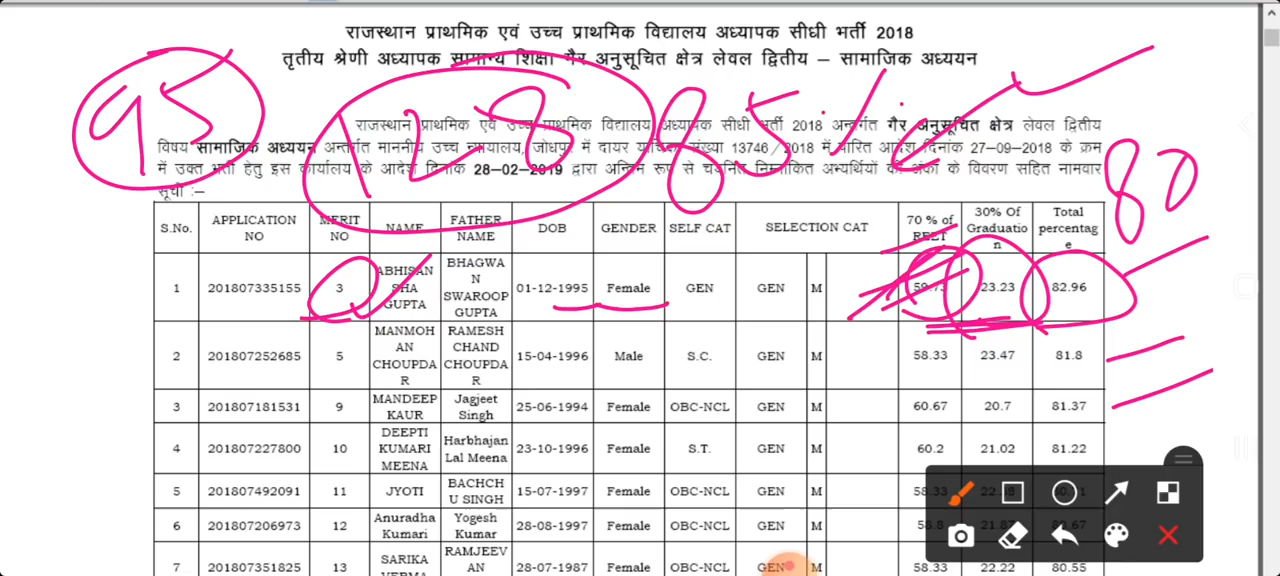 राजस्थान प्राथमिक एवं उच्च प्राथमिक विद्यालय अध्यापक सीधी भर्ती 2018
तृतीय श्रेणी अध्यापक सामान्य शिक्षा गैर अनुसूचित क्षेत्र लेवल द्वितीय – सामाजिक अध्ययन
95 128 85% 80
राजस्थान प्राथमिक एवं उच्च प्राथमिक विद्यालय अध्यापक सीधी भर्ती 2018 अन्तर्गत गैर अनुसूचित क्षेत्र लेवल द्वितीय
विषय सामाजिक अध्ययन अन्तर्गत माननीय उच्च न्यायालय, जोधपुर में दायर संख्या 13746/2018 में पारित आदेश दिनांक 27-09-2018 के क्रम
में उक्त भर्ती हेतु इस कार्यालय के आदेश दिनांक 28-02-2019 द्वारा अन्तिम रूप से चयनित निम्नांकित अभ्यर्थियों के अंकों के विवरण सहित नामवार
सूची :–
S.No. APPLICATION NO MERIT NO NAME FATHER NAME DOB GENDER SELF CAT SELECTION CAT 70 % of REET 30% Of Graduation Total percentage
1 201807335155 3 ABHISANSHA GUPTA BHAGWAN SWAROOP GUPTA 01-12-1995 Female GEN GEN M 59.73 23.23 82.96
2 201807252685 5 MANMOHAN CHOUPDAR RAMESH CHAND CHOUPDAR 15-04-1996 Male S.C. GEN M 58.33 23.47 81.8
3 201807181531 9 MANDEEP KAUR Jagjeet Singh 25-06-1994 Female OBC-NCL GEN M 60.67 20.7 81.37
4 201807227800 10 DEEPTI KUMARI MEENA Harbhajan Lal Meena 23-10-1996 Female S.T. GEN M 60.2 21.02 81.22
5 201807492091 11 JYOTI BACHCHU SINGH 15-07-1997 Female OBC-NCL GEN M 58.33
6 201807206973 12 Anuradha Kumari Yogesh Kumar 28-08-1997 Female OBC-NCL GEN M 58.8
7 201807351825 13 SARIKA RAMJEEVAN 28-07-1987 Female OBC-NCL GEN M 58.33 22.22 80.55